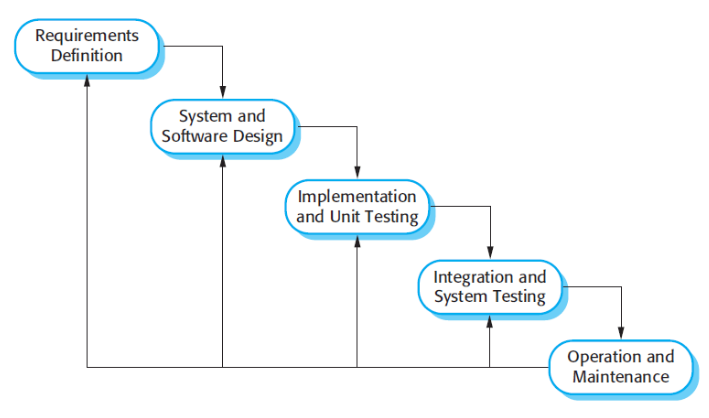 Requirements
Definition
System and
Software Design
Implementation
and Unit Testing
Integration and
System Testing
Operation and
Maintenance